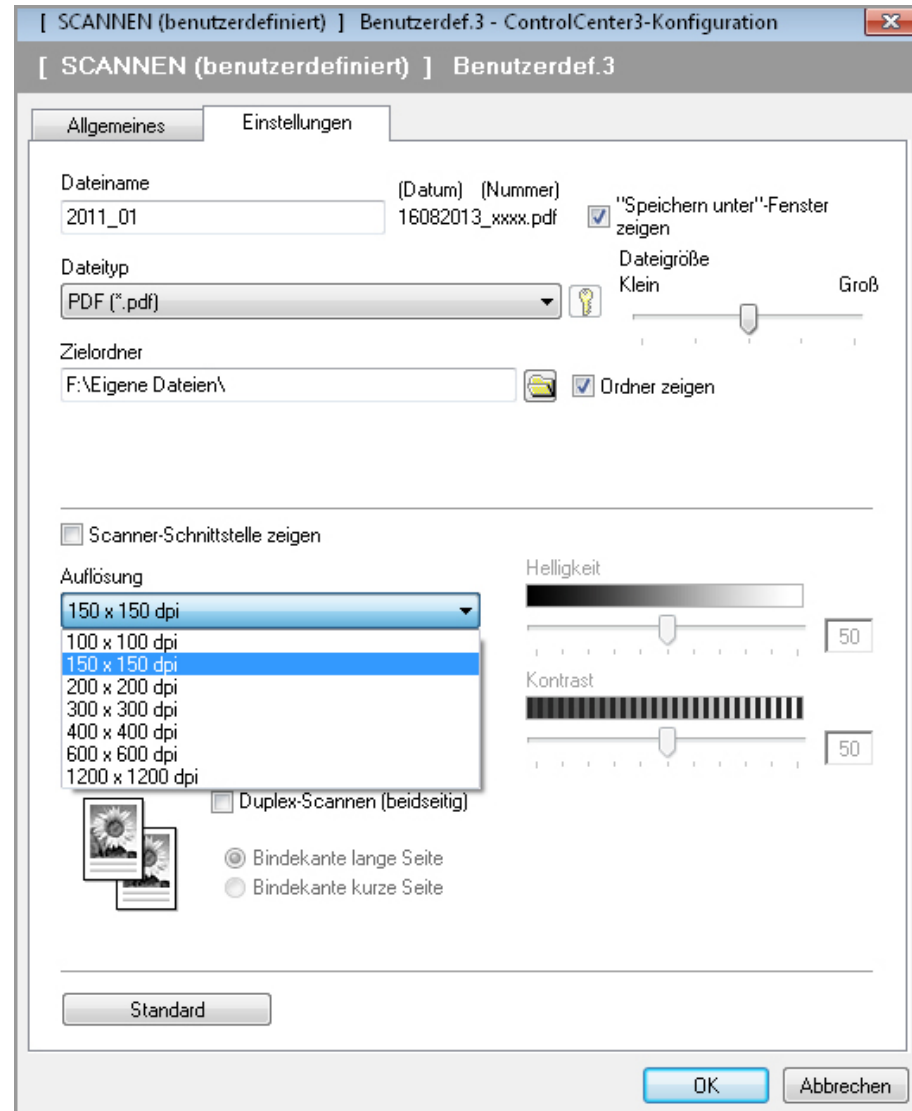 [ SCANNEN (benutzerdefiniert) ] Benutzerdef.3 - ControlCenter3-Konfiguration
[ SCANNEN (benutzerdefiniert) ] Benutzerdef.3
Allgemeines
Einstellungen
Dateiname
(Datum) (Nummer)
2011_01
16082013_xxxx.pdf
"Speichern unter"-Fenster
zeigen
Dateityp
Dateigröße
Klein Groß
PDF (*.pdf)
Zielordner
F:\Eigene Dateien\
Ordner zeigen
Scanner-Schnittstelle zeigen
Auflösung
150 x 150 dpi
100 x 100 dpi
150 x 150 dpi
200 x 200 dpi
300 x 300 dpi
400 x 400 dpi
600 x 600 dpi
1200 x 1200 dpi
Helligkeit
50
Kontrast
50
Duplex-Scannen (beidseitig)
Bindekante lange Seite
Bindekante kurze Seite
Standard
OK
Abbrechen